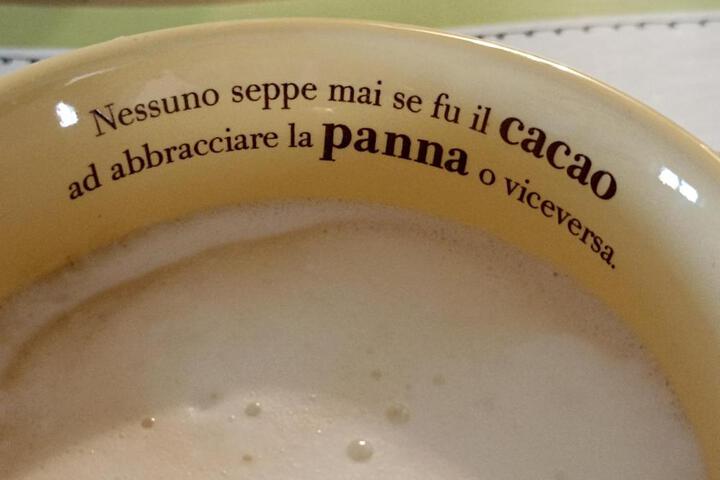 Nessuno seppe mai se fu il cacao
ad abbracciare la panna o viceversa.